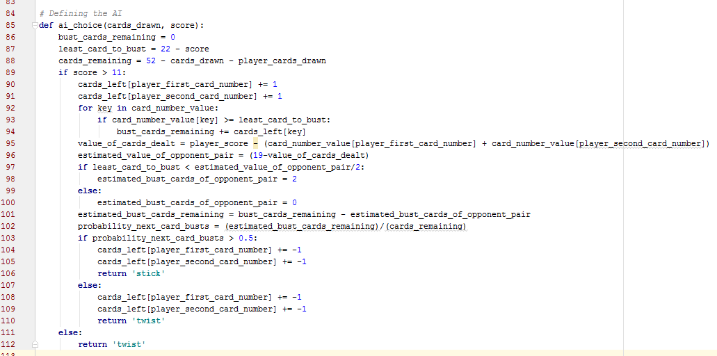 83
84 # Defining the AI
85 def ai_choice(cards_drawn, score):
86 bust_cards_remaining = 0
87 least_card_to_bust = 22 - score
88 cards_remaining = 52 - cards_drawn - player_cards_drawn
89 if score > 11:
90 cards_left[player_first_card_number] += 1
91 cards_left[player_second_card_number] += 1
92 for key in card_number_value:
93 if card_number_value[key] >= least_card_to_bust:
94 bust_cards_remaining += cards_left[key]
95 value_of_cards_dealt = player_score - (card_number_value[player_first_card_number] + card_number_value[player_second_card_number])
96 estimated_value_of_opponent_pair = (19-value_of_cards_dealt)
97 if least_card_to_bust < estimated_value_of_opponent_pair/2:
98 estimated_bust_cards_of_opponent_pair = 2
99 else:
100 estimated_bust_cards_of_opponent_pair = 0
101 estimated_bust_cards_remaining = bust_cards_remaining - estimated_bust_cards_of_opponent_pair
102 probability_next_card_busts = (estimated_bust_cards_remaining)/(cards_remaining)
103 if probability_next_card_busts > 0.5:
104 cards_left[player_first_card_number] += -1
105 cards_left[player_second_card_number] += -1
106 return 'stick'
107 else:
108 cards_left[player_first_card_number] += -1
109 cards_left[player_second_card_number] += -1
110 return 'twist'
111 else:
112 return 'twist'
113